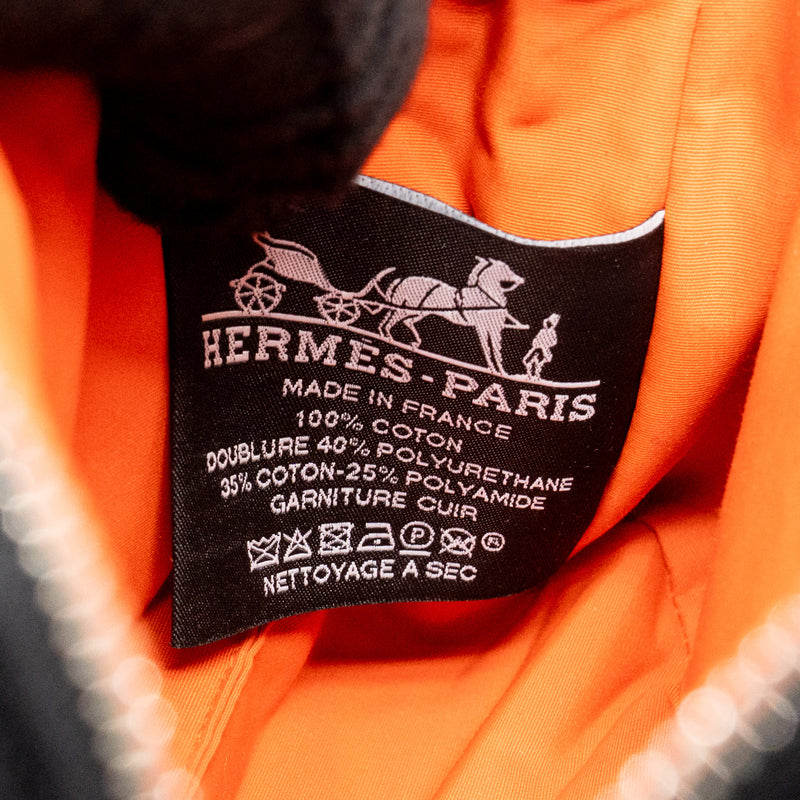 HERMÈS-PARIS
MADE IN FRANCE
100% COTON
DOUBLURE 40% POLYURETHANE
35% COTON-25% POLYAMIDE
GARNITURE CUIR
P
NETTOYAGE A SEC